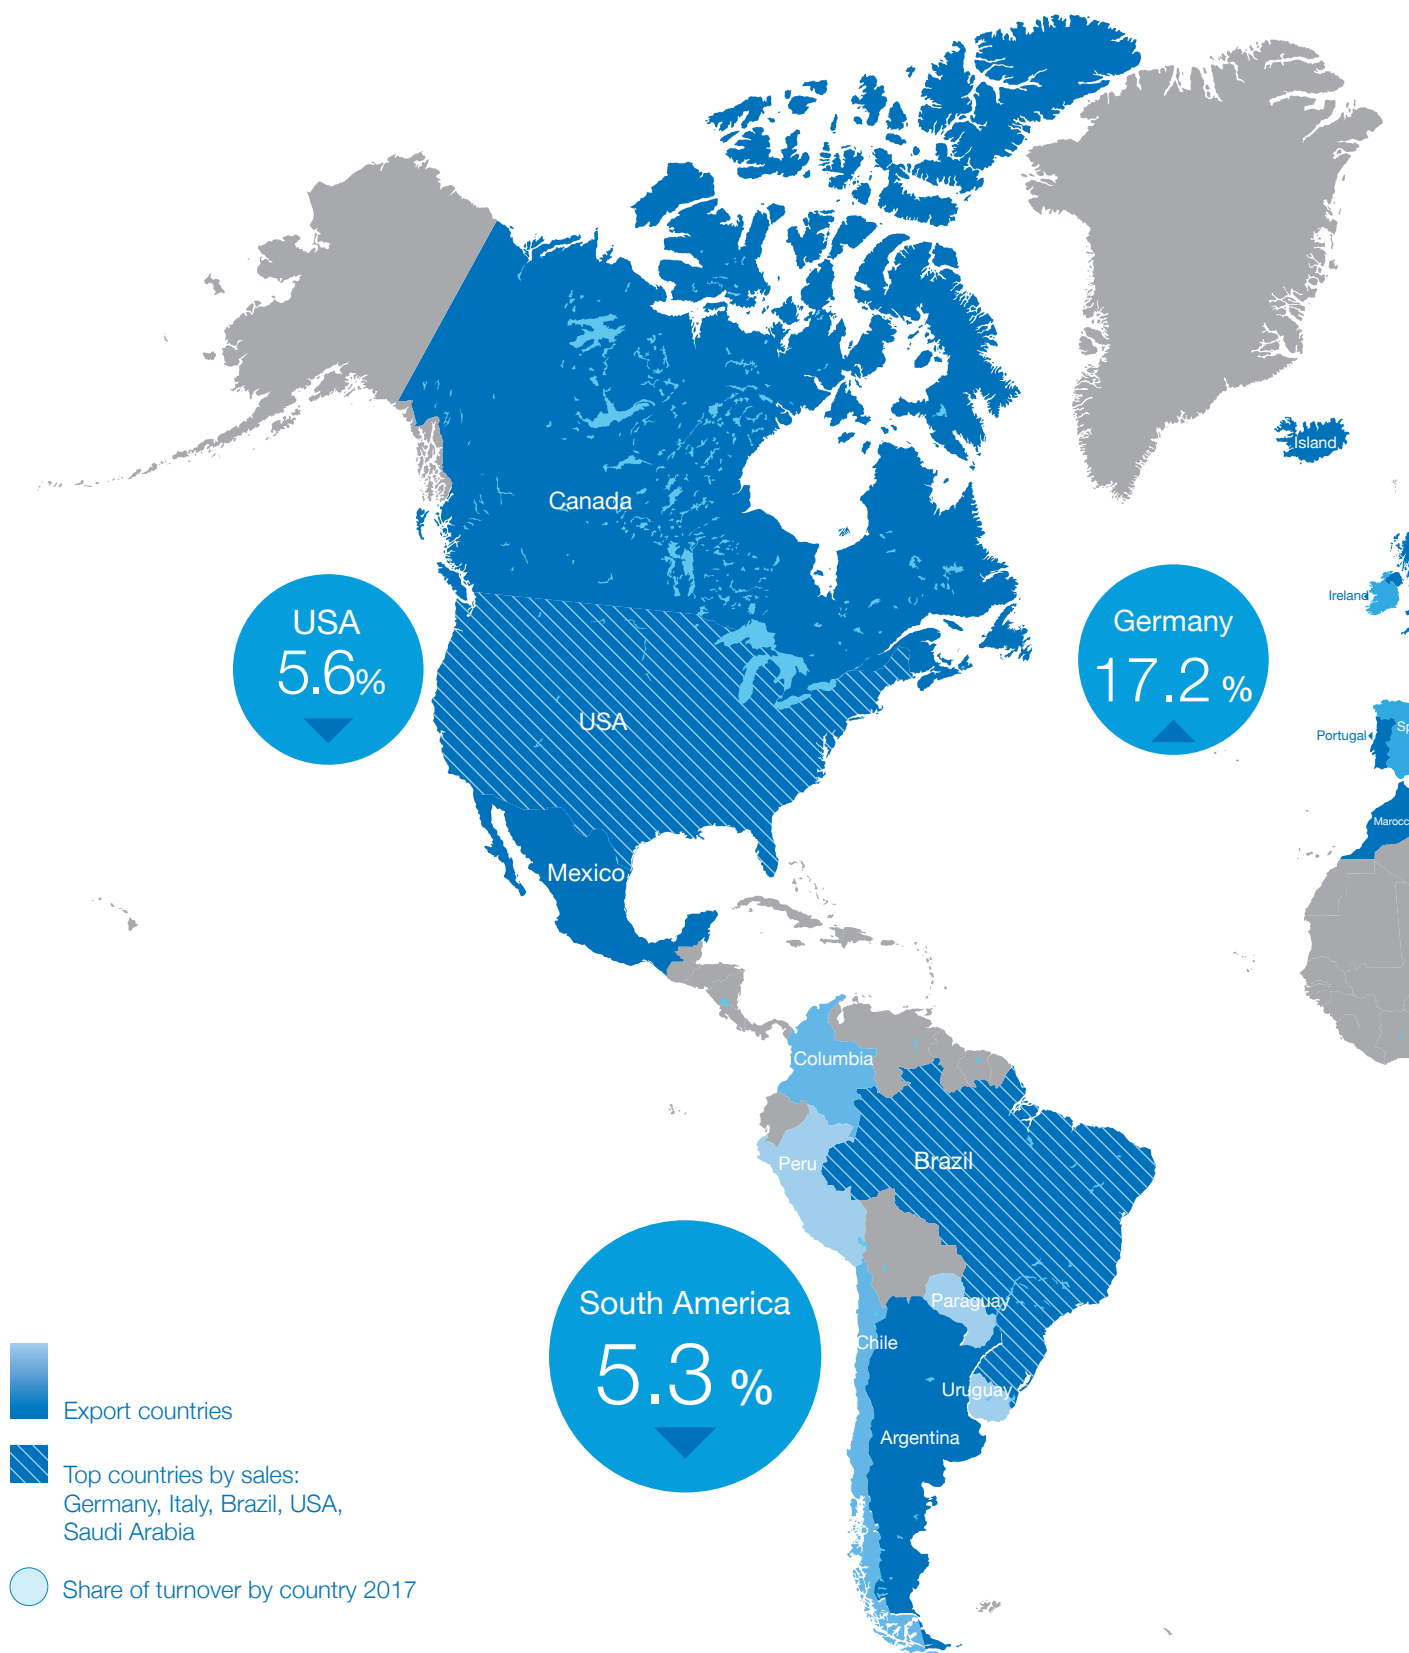 Island
Canada
Ireland
USA
5.6%
Germany
17.2 %
USA
Portugal
Sp
Marocc
Mexico
Columbia
Peru
Brazil
South America
5.3 %
Paraguay
Chile
Uruguay
Argentina
Export countries
Top countries by sales:
Germany, Italy, Brazil, USA,
Saudi Arabia
Share of turnover by country 2017